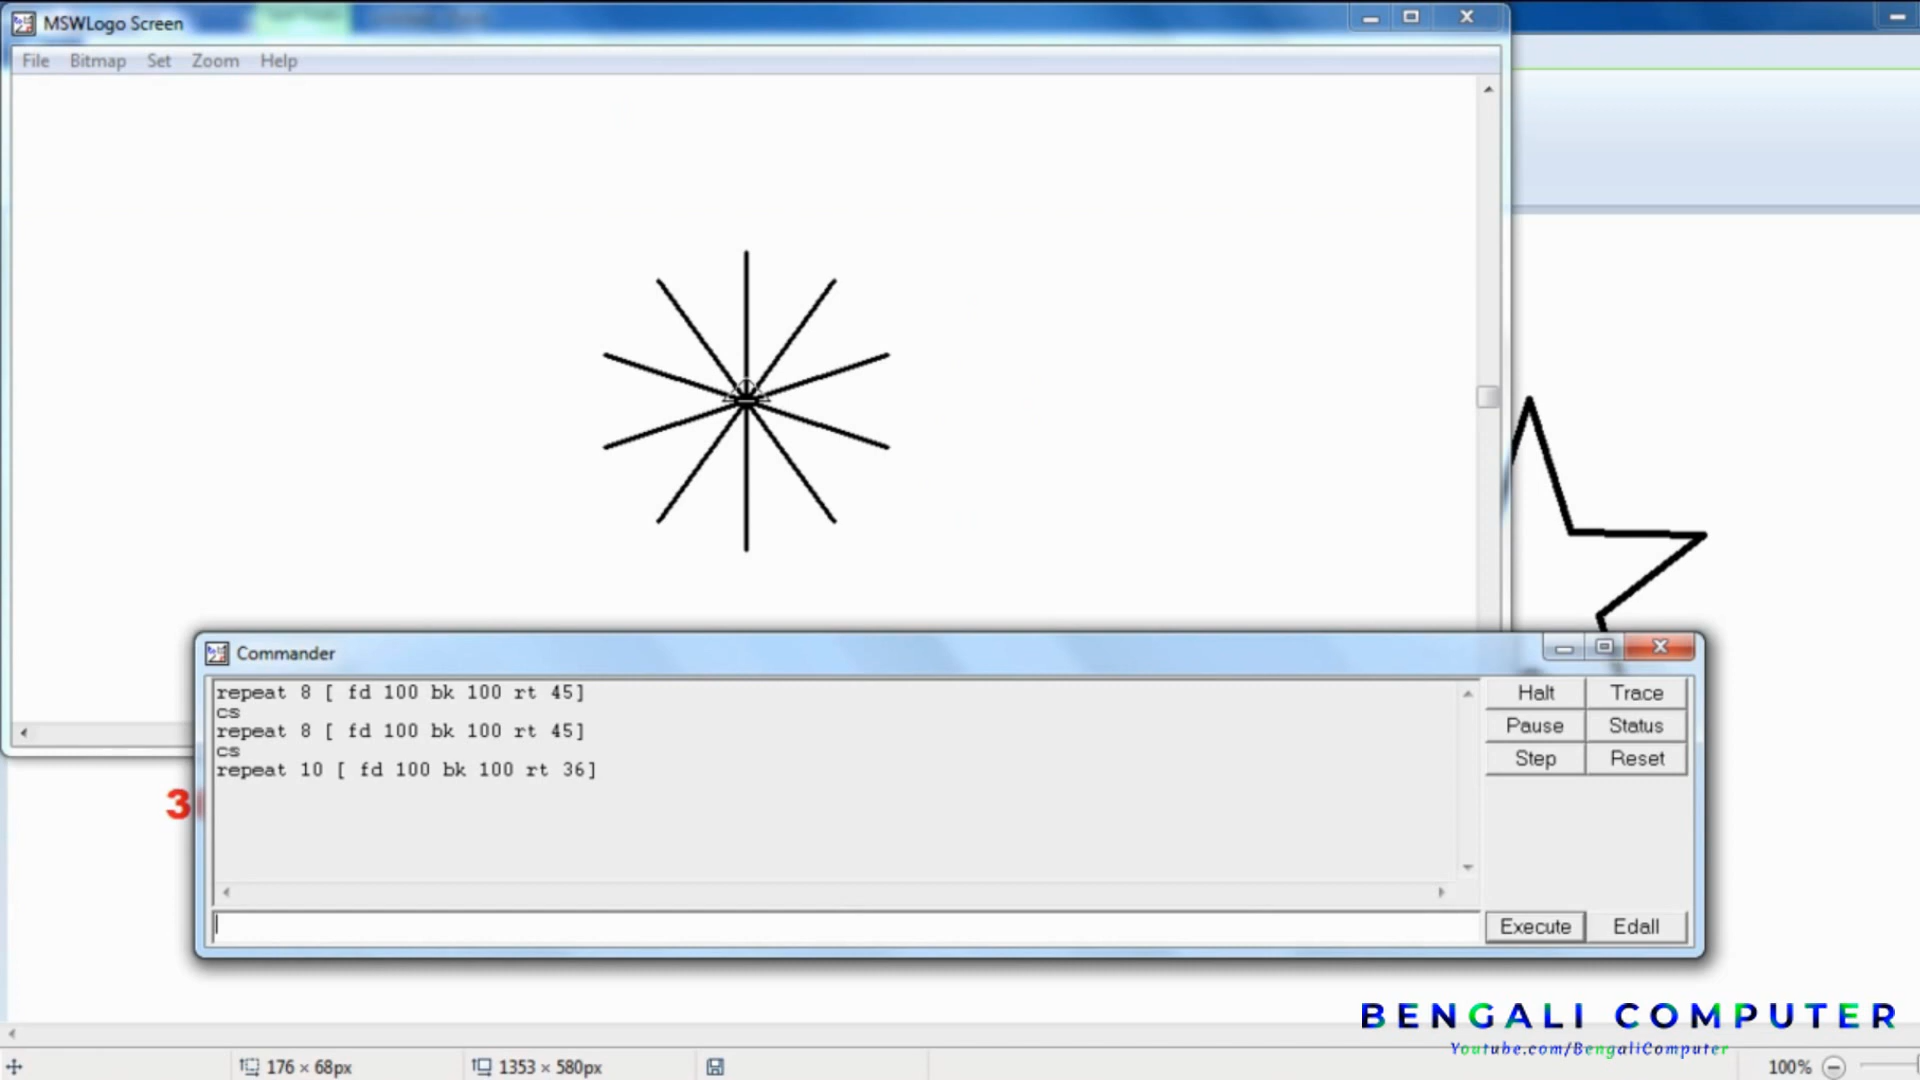 MSWLogo Screen
File Bitmap Set Zoom Help
Commander
repeat 8 [ fd 100 bk 100 rt 45]
cs
repeat 8 [ fd 100 bk 100 rt 45]
cs
repeat 10 [ fd 100 bk 100 rt 36]
Halt Trace
Pause Status
Step Reset
3
Execute Edall
BENGALI COMPUTER
Youtube.com/BengaliComputer
176 × 68px 1353 × 580px 100%